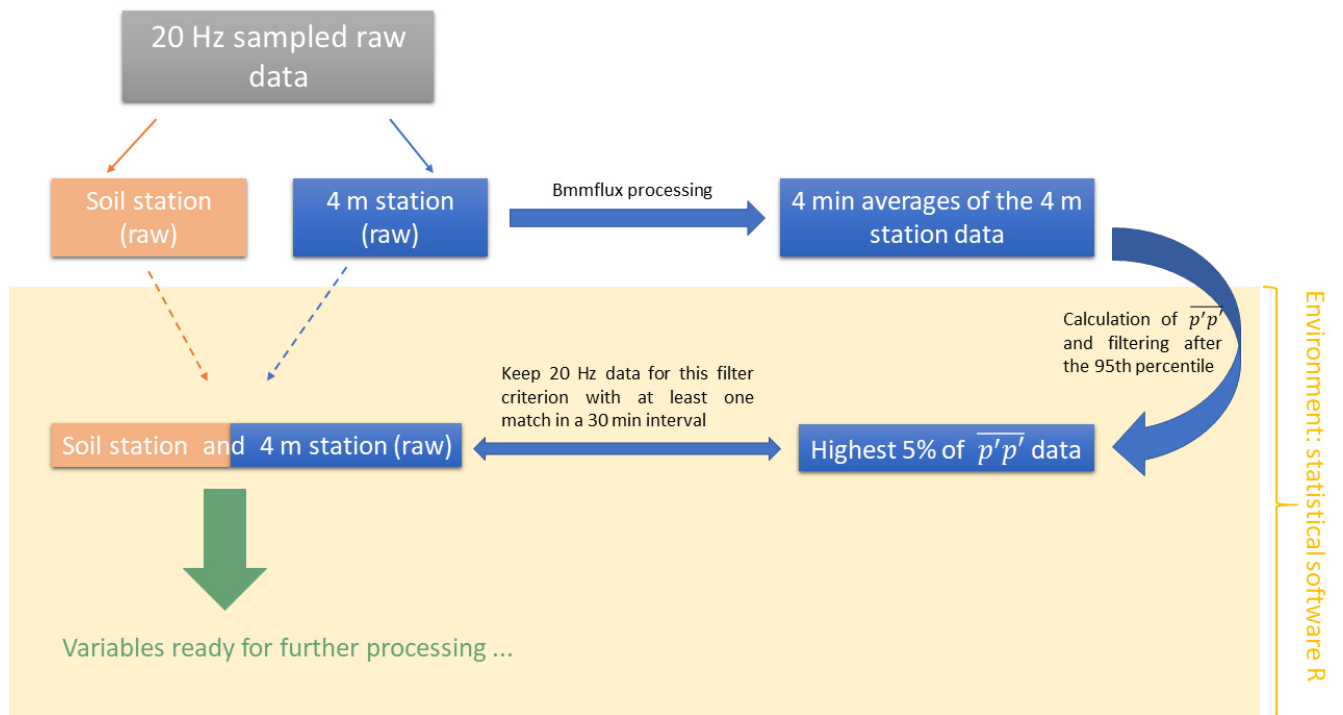 20 Hz sampled raw
data
Soil station
(raw)
4 m station
(raw)
Bmmflux processing
4 min averages of the 4 m
station data
Calculation of p′p′
and filtering after
the 95th percentile
Keep 20 Hz data for this filter
criterion with at least one
match in a 30 min interval
Soil station and 4 m station (raw)
Highest 5% of p′p′ data
Variables ready for further processing ...
Environment: statistical software R